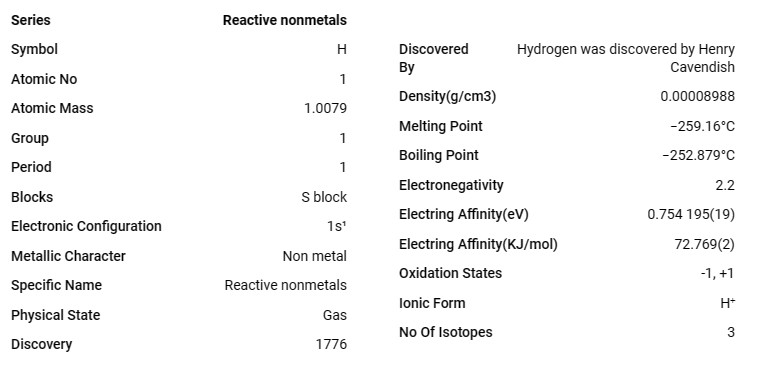 Series Reactive nonmetals
Symbol H
Atomic No 1
Atomic Mass 1.0079
Group 1
Period 1
Blocks S block
Electronic Configuration 1s¹
Metallic Character Non metal
Specific Name Reactive nonmetals
Physical State Gas
Discovery 1776
Discovered Hydrogen was discovered by Henry
By Cavendish
Density(g/cm3) 0.00008988
Melting Point −259.16°C
Boiling Point −252.879°C
Electronegativity 2.2
Electring Affinity(eV) 0.754 195(19)
Electring Affinity(KJ/mol) 72.769(2)
Oxidation States -1, +1
Ionic Form H⁺
No Of Isotopes 3